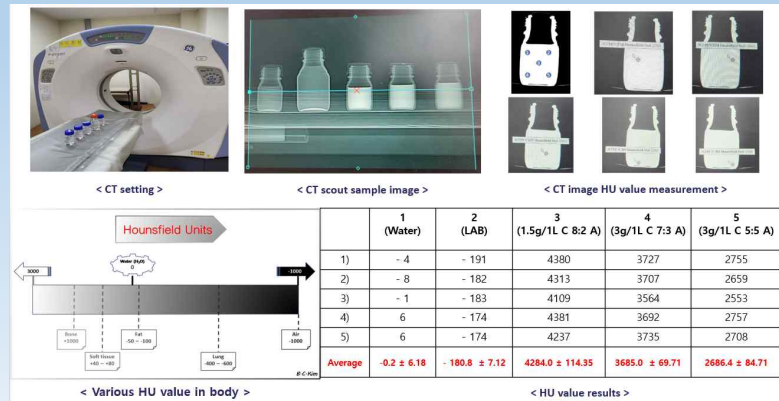 < CT setting >
< CT scout sample image >
< CT image HU value measurement >
Hounsfield Units
3000
Water (H₂O)
0
-1000
Bone
+1000
Soft tissue
+40 ~ +80
Fat
-50 ~ -100
Lung
-400 ~ -600
Air
-1000
B-C-Kim
< Various HU value in body >
1 (Water) 2 (LAB) 3 (1.5g/1L C 8:2 A) 4 (3g/1L C 7:3 A) 5 (3g/1L C 5:5 A)
1) - 4 - 191 4380 3727 2755
2) - 8 - 182 4313 3707 2659
3) - 1 - 183 4109 3564 2553
4) 6 - 174 4381 3692 2757
5) 6 - 174 4237 3735 2708
Average -0.2 ± 6.18 - 180.8 ± 7.12 4284.0 ± 114.35 3685.0 ± 69.71 2686.4 ± 84.71
< HU value results >